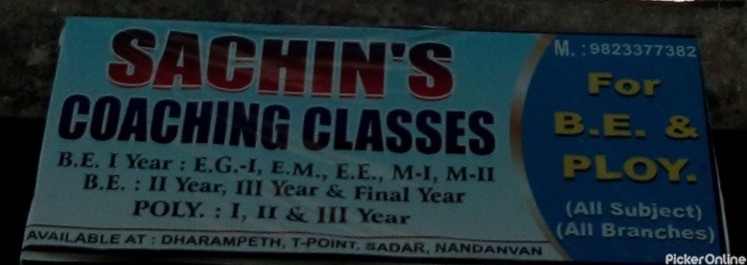 SACHIN'S
COACHING CLASSES
B.E. I Year : E.G.-I, E.M., E.E., M-I, M-II
B.E. : II Year, III Year & Final Year
POLY. : I, II & III Year
AVAILABLE AT : DHARAMPETH, T-POINT, SADAR, NANDANVAN
M. : 9823377382
For
B.E. &
PLOY.
(All Subject)
(All Branches)
PickerOnline